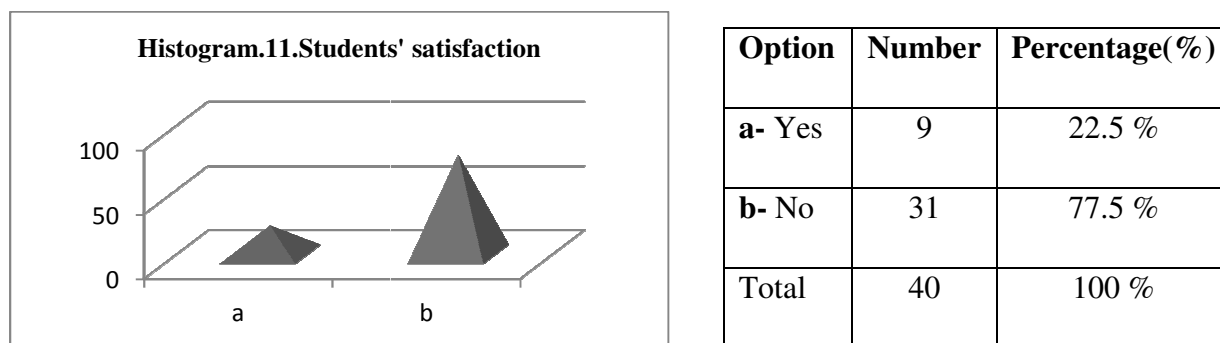 Histogram.11.Students' satisfaction
100
50
0
a
b
Option Number Percentage(%)
a- Yes 9 22.5 %
b- No 31 77.5 %
Total 40 100 %